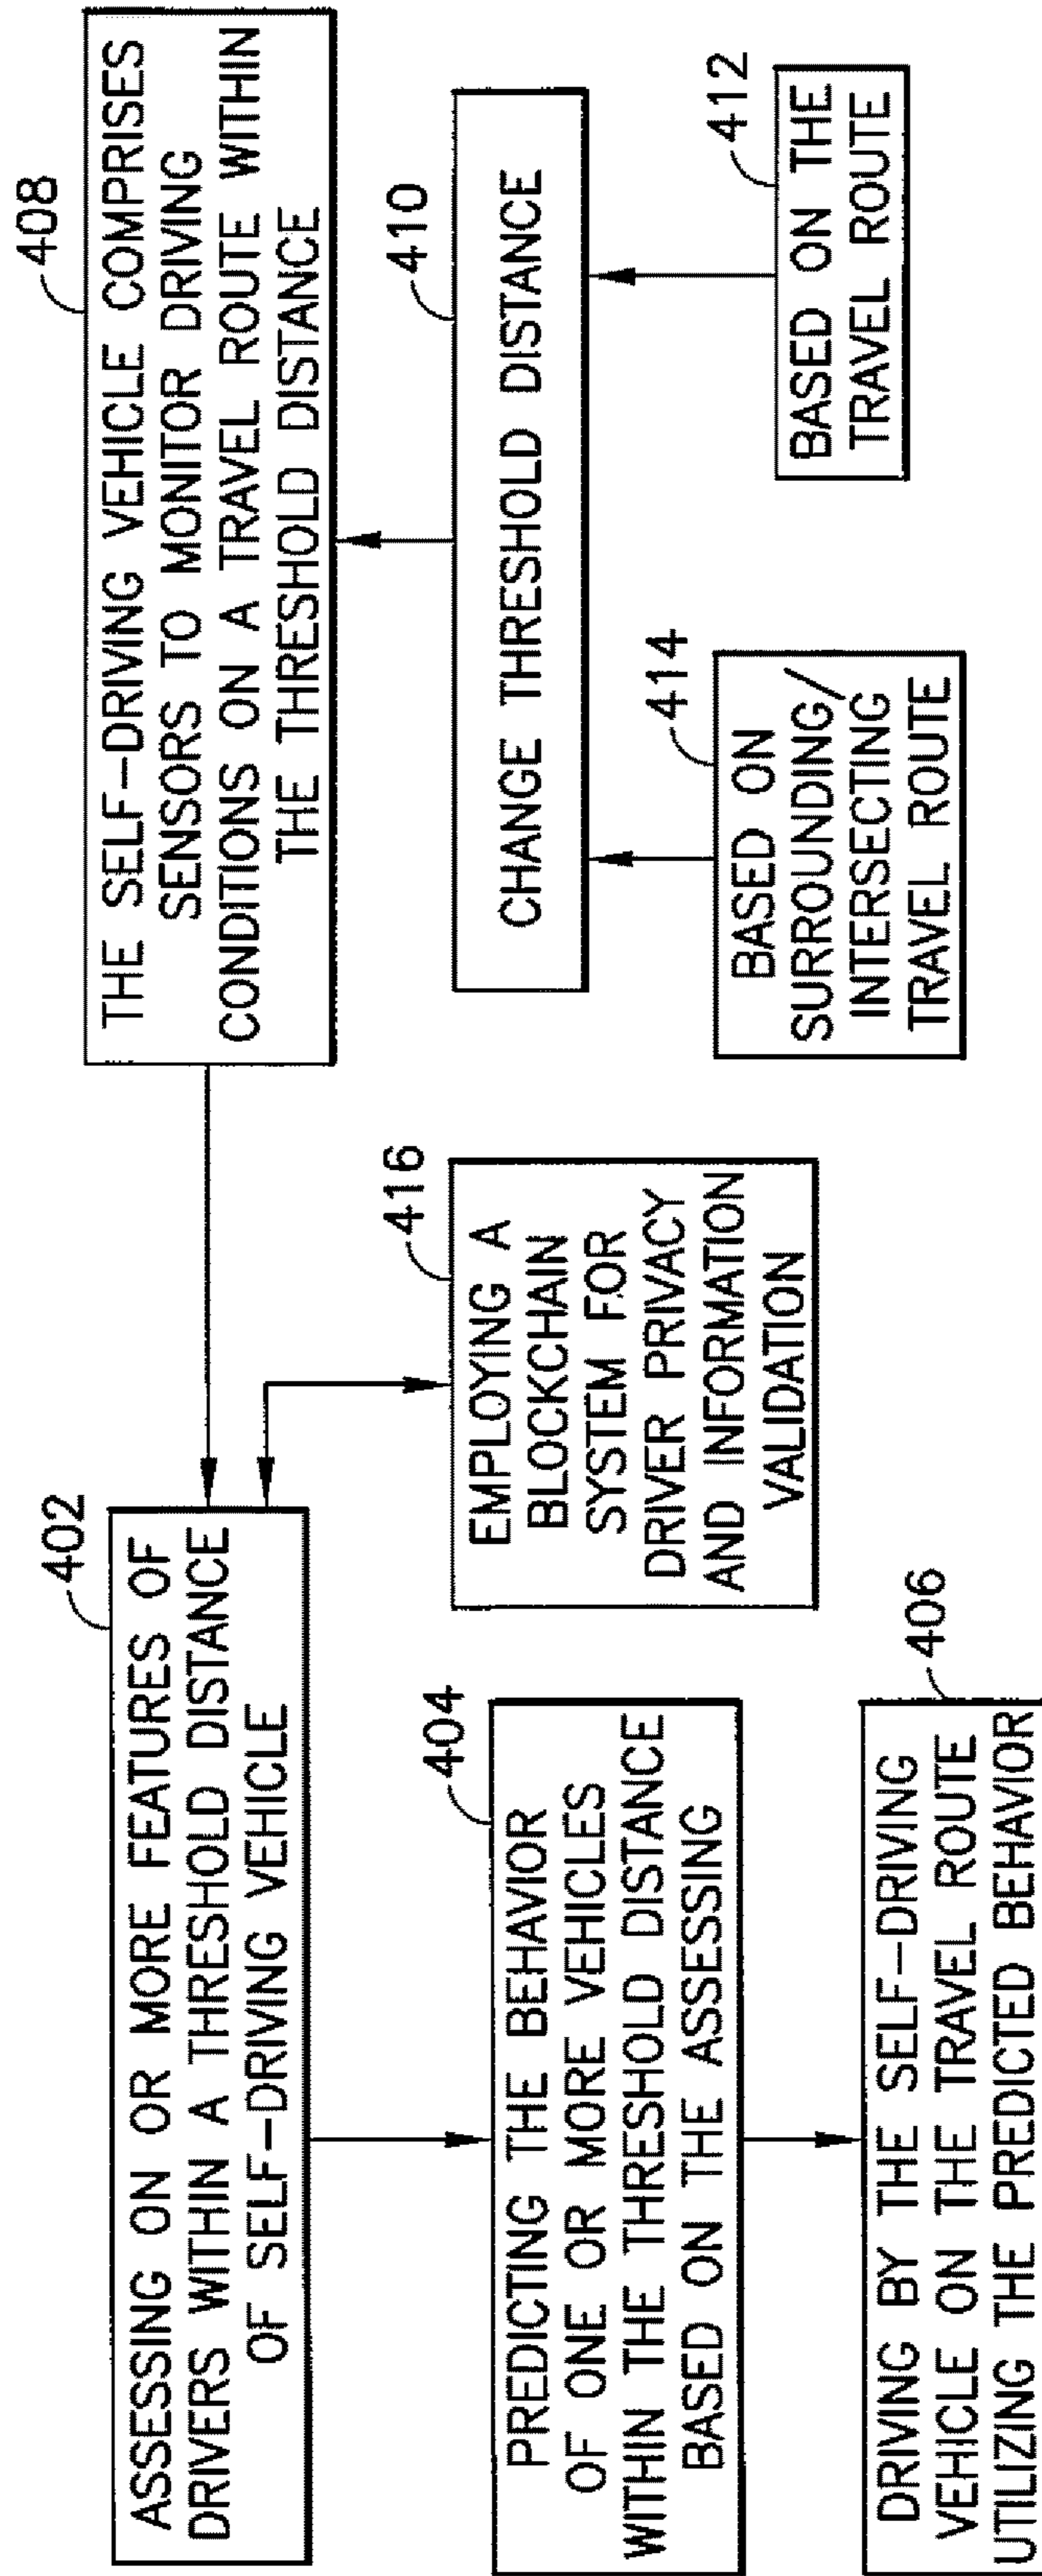 402
ASSESSING ON OR MORE FEATURES OF
DRIVERS WITHIN A THRESHOLD DISTANCE
OF SELF-DRIVING VEHICLE
404
PREDICTING THE BEHAVIOR
OF ONE OR MORE VEHICLES
WITHIN THE THRESHOLD DISTANCE
BASED ON THE ASSESSING
406
DRIVING BY THE SELF-DRIVING
VEHICLE ON THE TRAVEL ROUTE
UTILIZING THE PREDICTED BEHAVIOR
416
EMPLOYING A
BLOCKCHAIN
SYSTEM FOR
DRIVER PRIVACY
AND INFORMATION
VALIDATION
408
THE SELF-DRIVING VEHICLE COMPRISES
SENSORS TO MONITOR DRIVING
CONDITIONS ON A TRAVEL ROUTE WITHIN
THE THRESHOLD DISTANCE
410
CHANGE THRESHOLD DISTANCE
414
BASED ON
SURROUNDING/
INTERSECTING
TRAVEL ROUTE
412
BASED ON THE
TRAVEL ROUTE